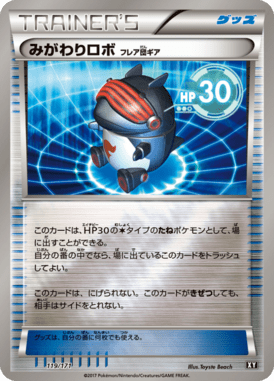 TRAINER'S グッズ
みがわりロボ フレア団ギア
HP 30
このカードは、HP30の✶タイプのたねポケモンとして、場
に出すことができる。
自分の番の中でなら、場に出ているこのカードをトラッシュ
してよい。
このカードは、にげられない。このカードがきぜつしても、
相手はサイドをとれない。
グッズは、自分の番に何枚でも使える。
119/171
Illus. Toyste Beach
XY
©2017 Pokémon/Nintendo/Creatures/GAME FREAK.